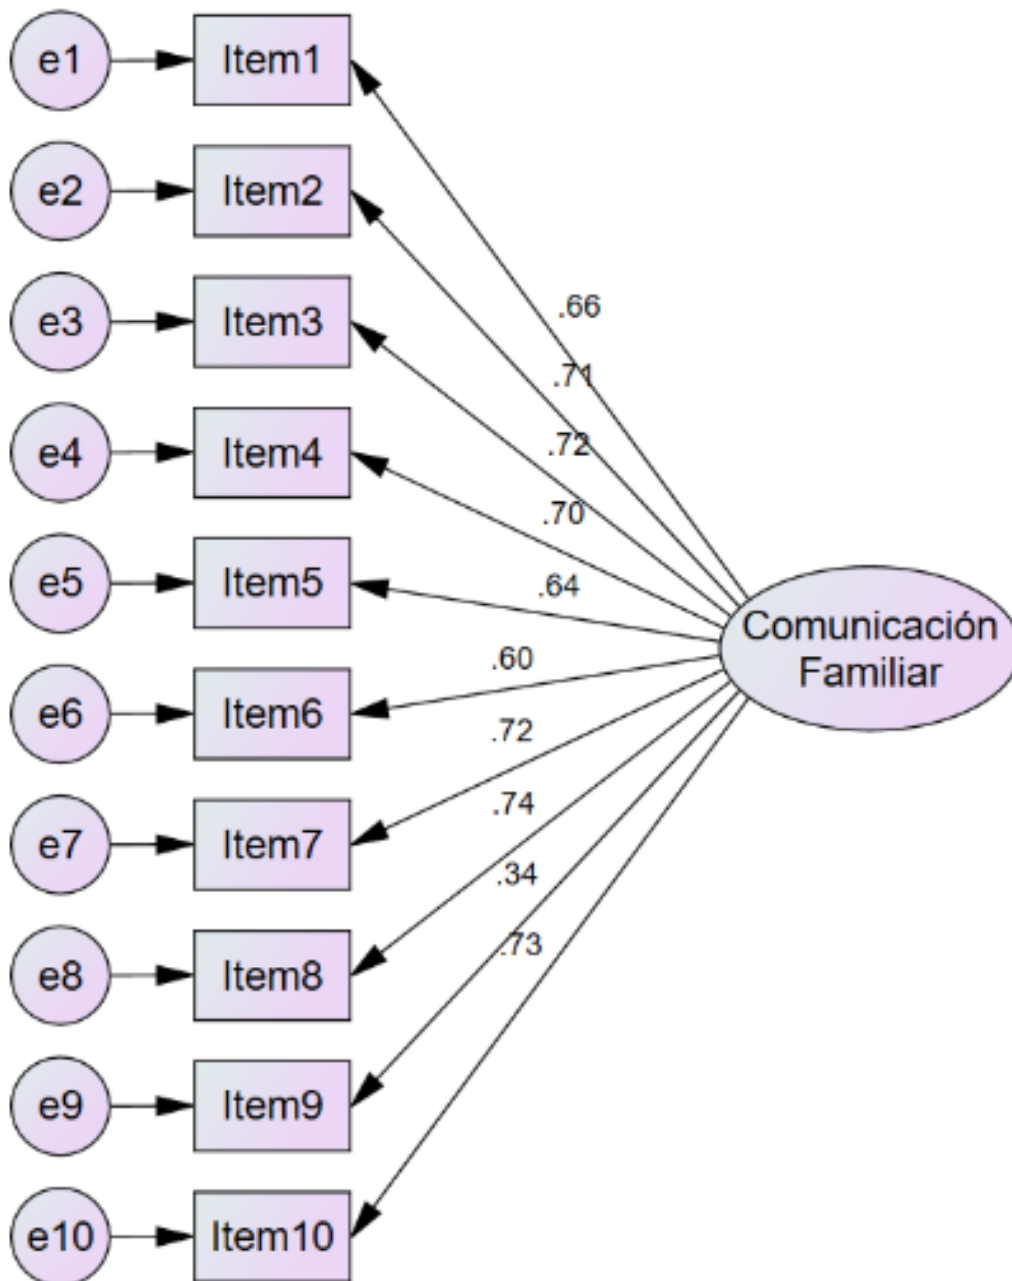 e1 Item1
e2 Item2
e3 Item3
.66
.71
e4 Item4
.72
.70
e5 Item5
.64
Comunicación
Familiar
e6 Item6
.60
.72
e7 Item7
.74
.34
e8 Item8
.73
e9 Item9
e10 Item10